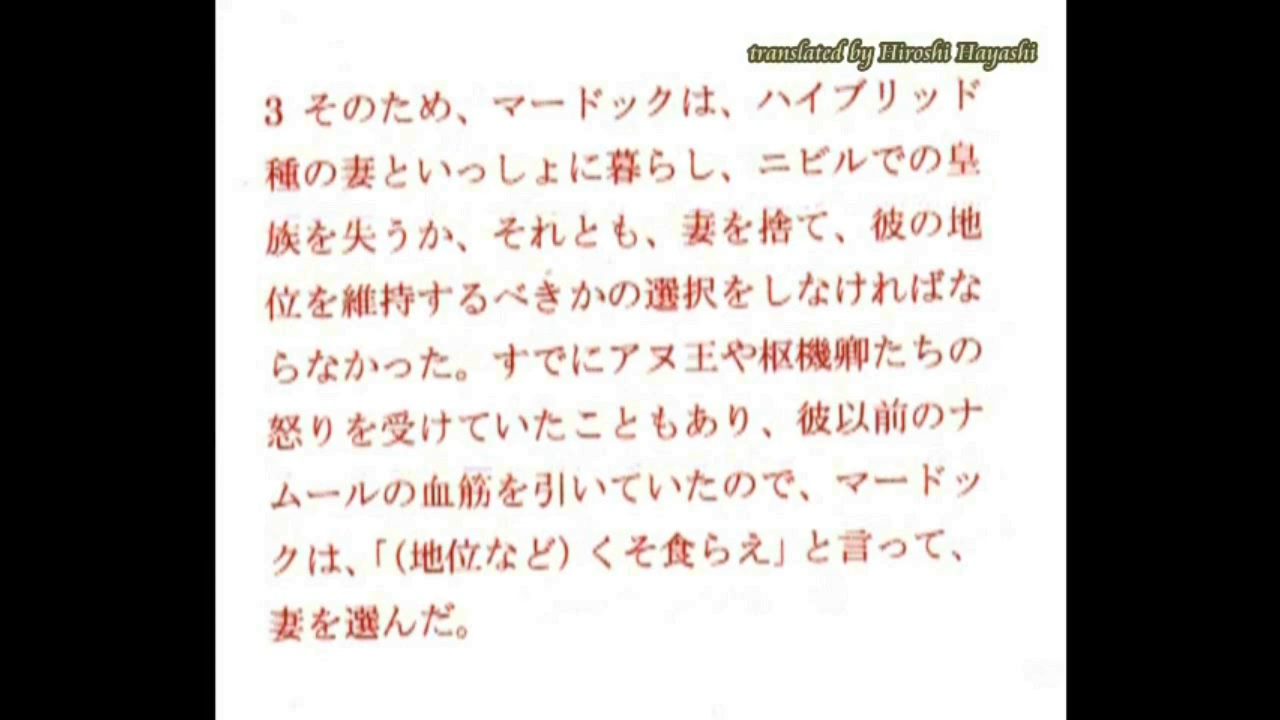 translated by Hiroshi Hayashi
3 そのため、マードックは、ハイブリッド
種の妻といっしょに暮らし、ニビルでの皇
族を失うか、それとも、妻を捨て、彼の地
位を維持するべきかの選択をしなければな
らなかった。すでにアヌ王や枢機卿たちの
怒りを受けていたこともあり、彼以前のナ
ムールの血筋を引いていたので、マードッ
クは、「（地位など）くそ食らえ」と言って、
妻を選んだ。